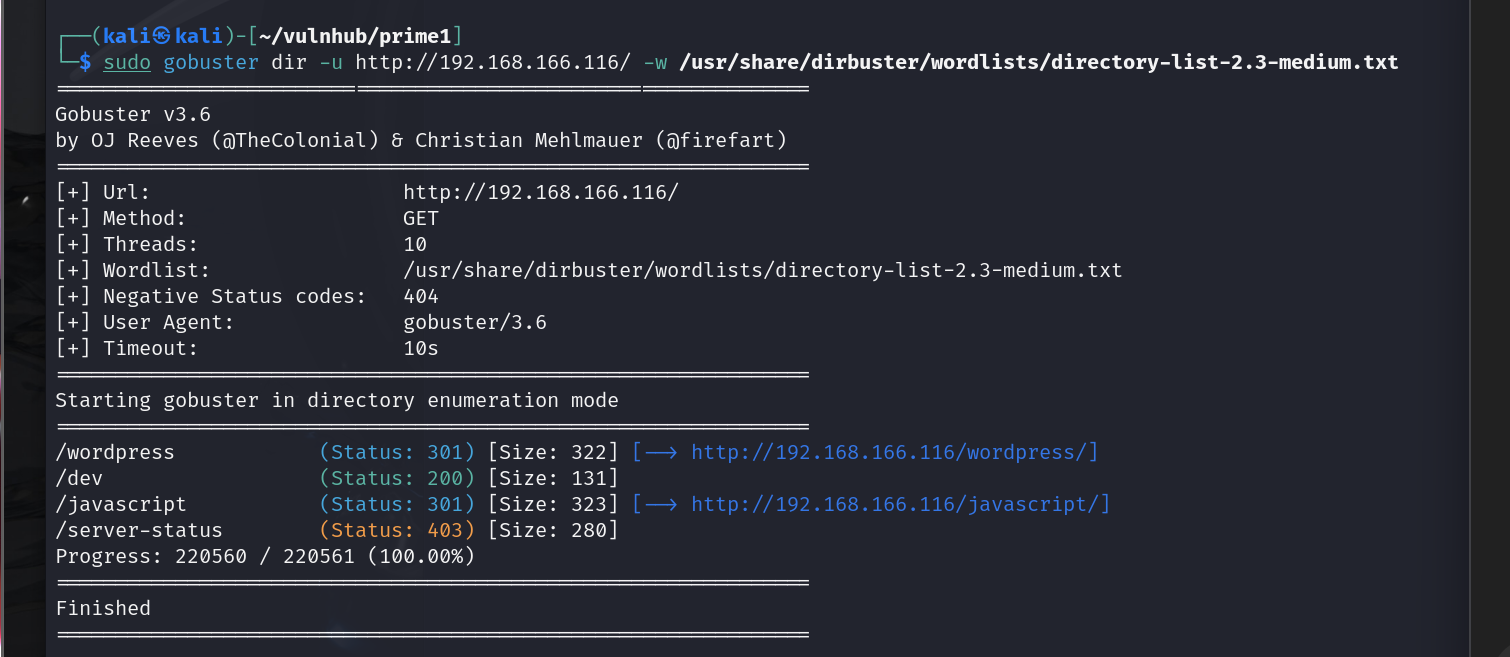 ┌──(kali㉿kali)-[~/vulnhub/prime1]
└─$ sudo gobuster dir -u http://192.168.166.116/ -w /usr/share/dirbuster/wordlists/directory-list-2.3-medium.txt
===============================================================
Gobuster v3.6
by OJ Reeves (@TheColonial) & Christian Mehlmauer (@firefart)
===============================================================
[+] Url:                     http://192.168.166.116/
[+] Method:                  GET
[+] Threads:                 10
[+] Wordlist:                /usr/share/dirbuster/wordlists/directory-list-2.3-medium.txt
[+] Negative Status codes:   404
[+] User Agent:              gobuster/3.6
[+] Timeout:                 10s
===============================================================
Starting gobuster in directory enumeration mode
===============================================================
/wordpress            (Status: 301) [Size: 322] [--> http://192.168.166.116/wordpress/]
/dev                  (Status: 200) [Size: 131]
/javascript           (Status: 301) [Size: 323] [--> http://192.168.166.116/javascript/]
/server-status        (Status: 403) [Size: 280]
Progress: 220560 / 220561 (100.00%)
===============================================================
Finished
===============================================================